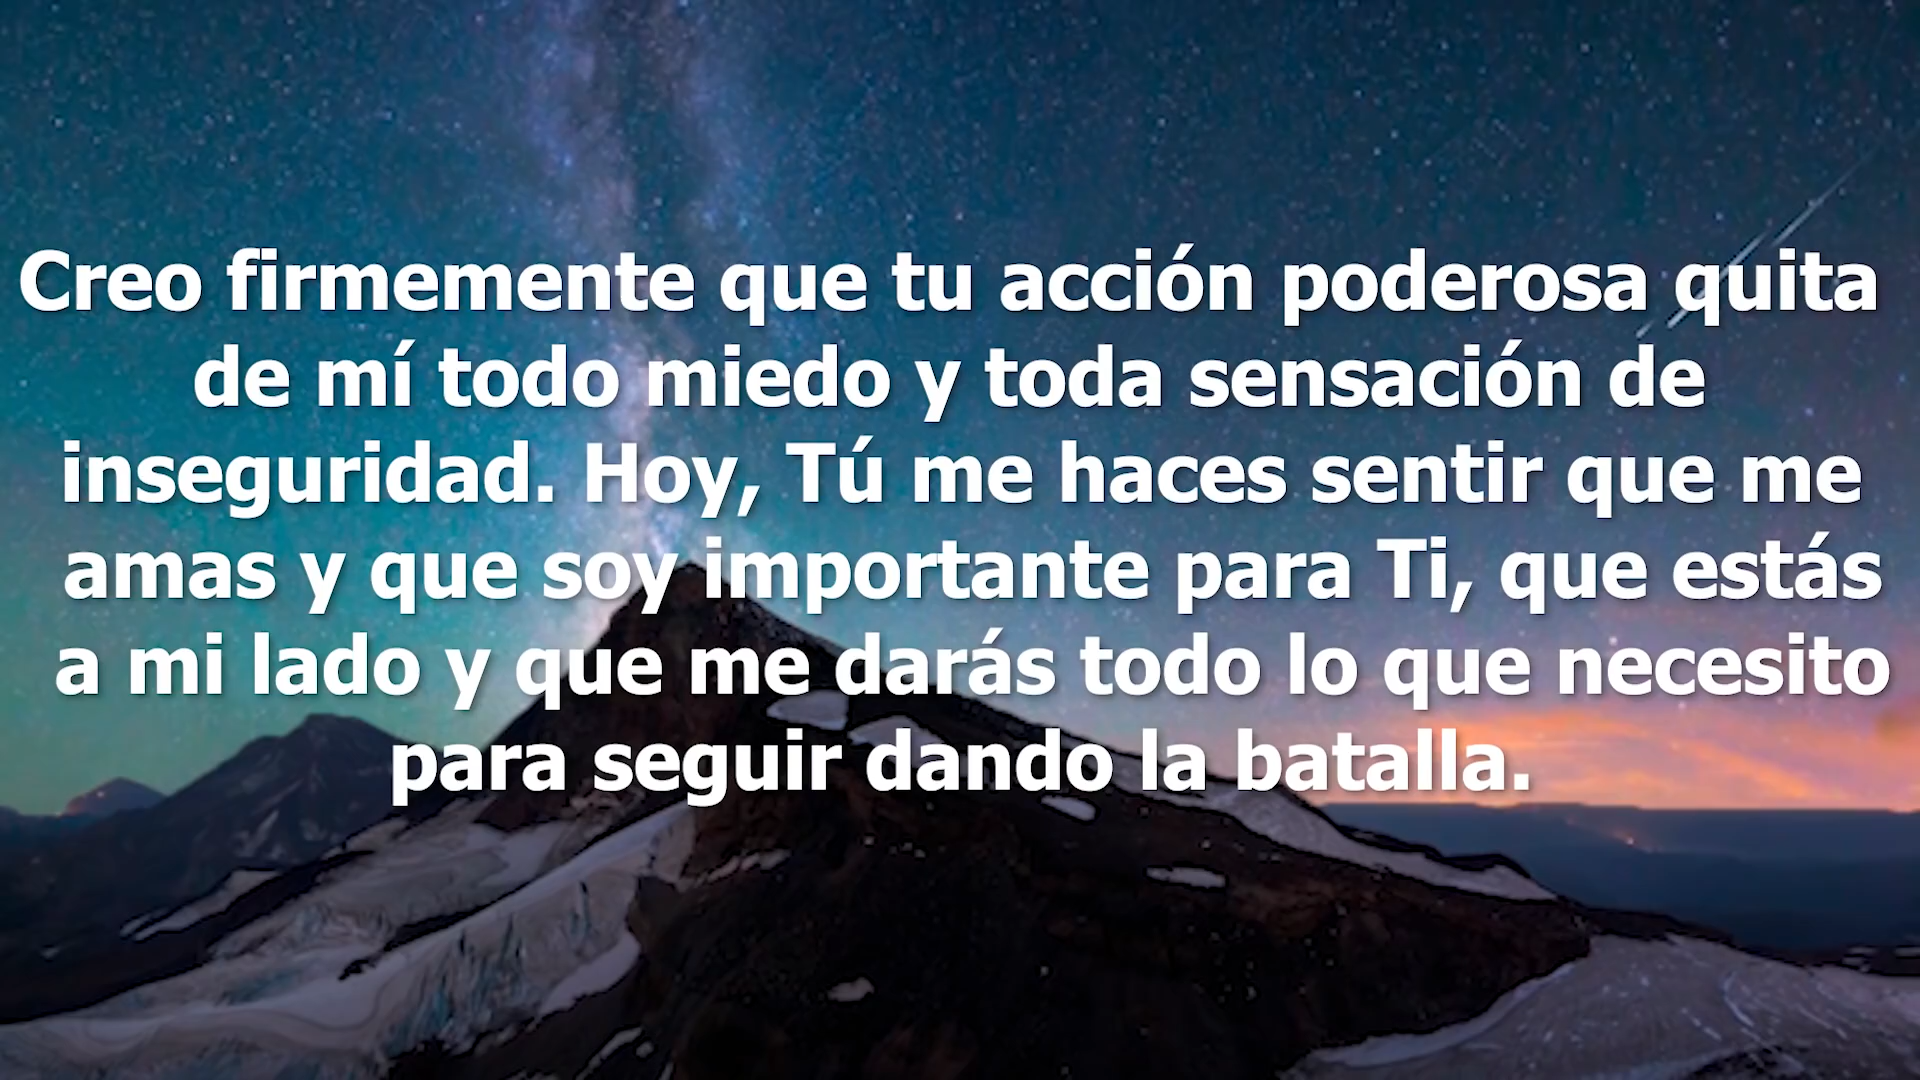 Creo firmemente que tu acción poderosa quita
de mí todo miedo y toda sensación de
inseguridad. Hoy, Tú me haces sentir que me
amas y que soy importante para Ti, que estás
a mi lado y que me darás todo lo que necesito
para seguir dando la batalla.